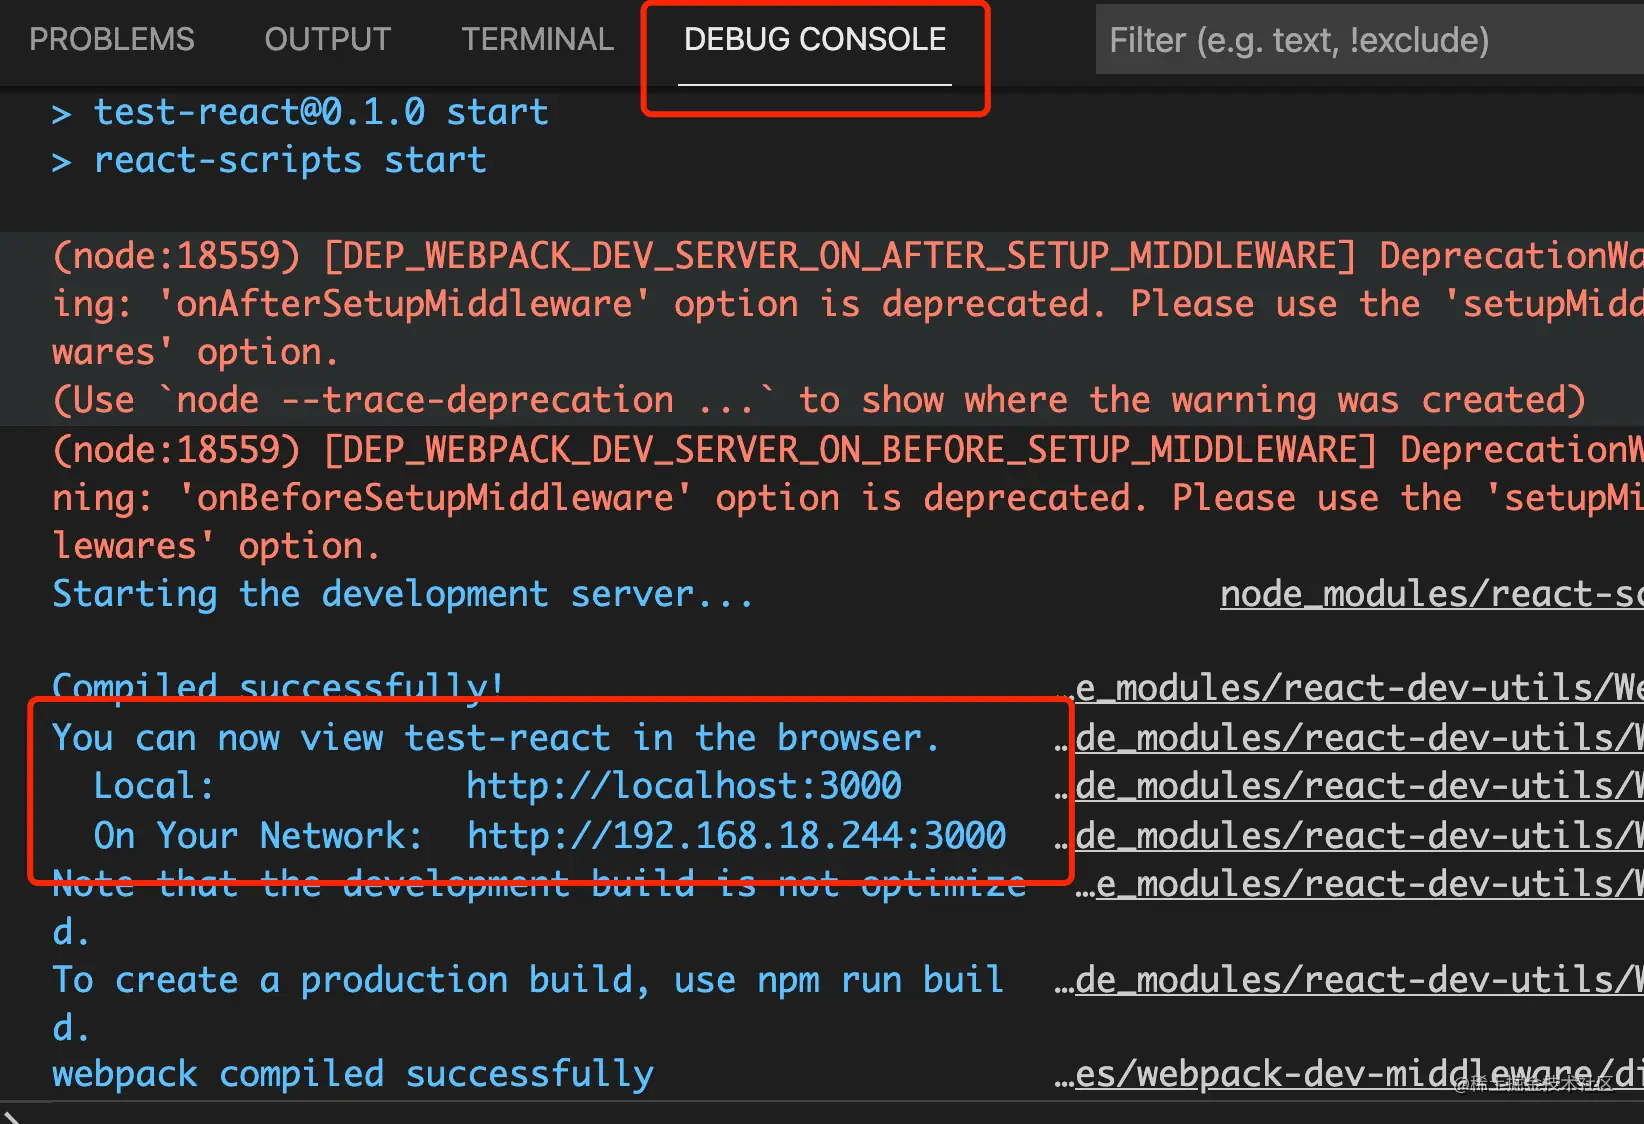 PROBLEMS OUTPUT TERMINAL DEBUG CONSOLE Filter (e.g. text, !exclude)
> test-react@0.1.0 start
> react-scripts start
(node:18559) [DEP_WEBPACK_DEV_SERVER_ON_AFTER_SETUP_MIDDLEWARE] DeprecationWa
ing: 'onAfterSetupMiddleware' option is deprecated. Please use the 'setupMidd
wares' option.
(Use `node --trace-deprecation ...` to show where the warning was created)
(node:18559) [DEP_WEBPACK_DEV_SERVER_ON_BEFORE_SETUP_MIDDLEWARE] DeprecationW
ning: 'onBeforeSetupMiddleware' option is deprecated. Please use the 'setupMi
lewares' option.
Starting the development server... node_modules/react-sc
Compiled successfully! …e_modules/react-dev-utils/We
You can now view test-react in the browser. …de_modules/react-dev-utils/W
Local: http://localhost:3000 …de_modules/react-dev-utils/W
On Your Network: http://192.168.18.244:3000 …de_modules/react-dev-utils/W
Note that the development build is not optimize …e_modules/react-dev-utils/W
d.
To create a production build, use npm run buil …de_modules/react-dev-utils/W
d.
webpack compiled successfully …es/webpack-dev-middleware/di
@稀土掘金技术社区